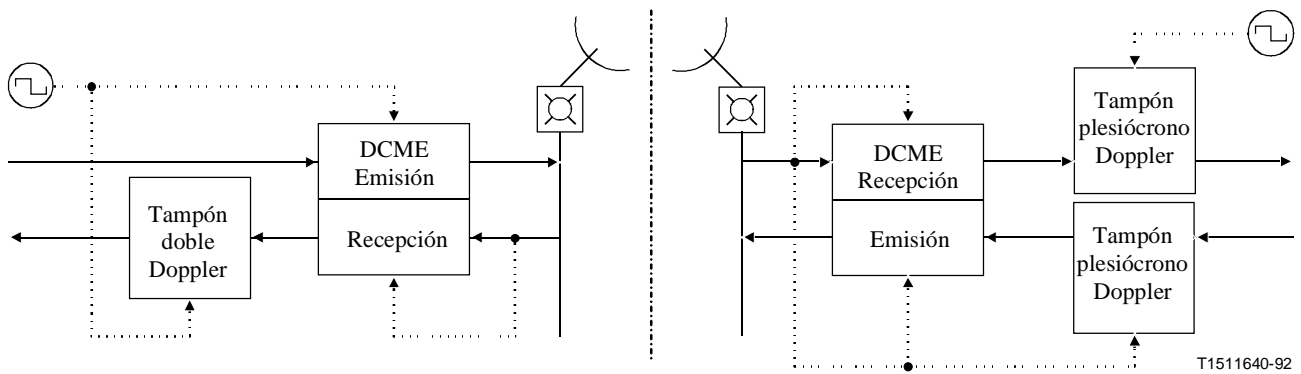 DCME
Emisión
Recepción
Tampón
doble
Doppler
DCME
Recepción
Emisión
Tampón
plesiócrono
Doppler
Tampón
plesiócrono
Doppler
T1511640-92